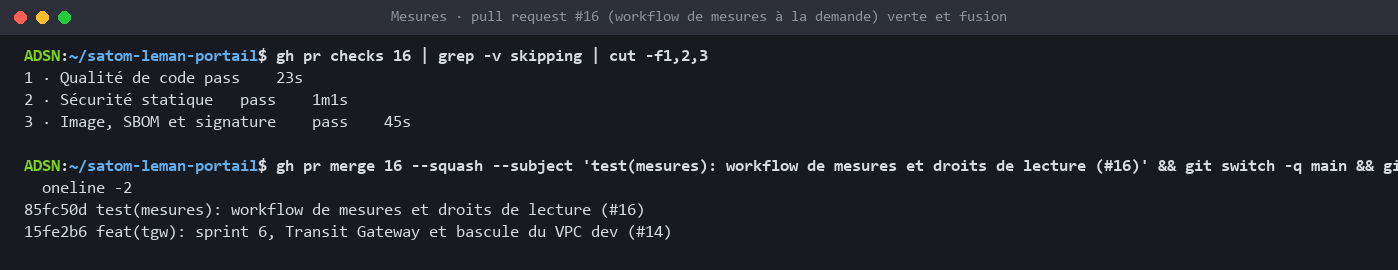 Mesures · pull request #16 (workflow de mesures à la demande) verte et fusion
ADSN:~/satom-leman-portail$ gh pr checks 16 | grep -v skipping | cut -f1,2,3
1 · Qualité de code pass    23s
2 · Sécurité statique   pass    1m1s
3 · Image, SBOM et signature    pass    45s
ADSN:~/satom-leman-portail$ gh pr merge 16 --squash --subject 'test(mesures): workflow de mesures et droits de lecture (#16)' && git switch -q main &&
oneline -2
85fc50d test(mesures): workflow de mesures et droits de lecture (#16)
15fe2b6 feat(tgw): sprint 6, Transit Gateway et bascule du VPC dev (#14)